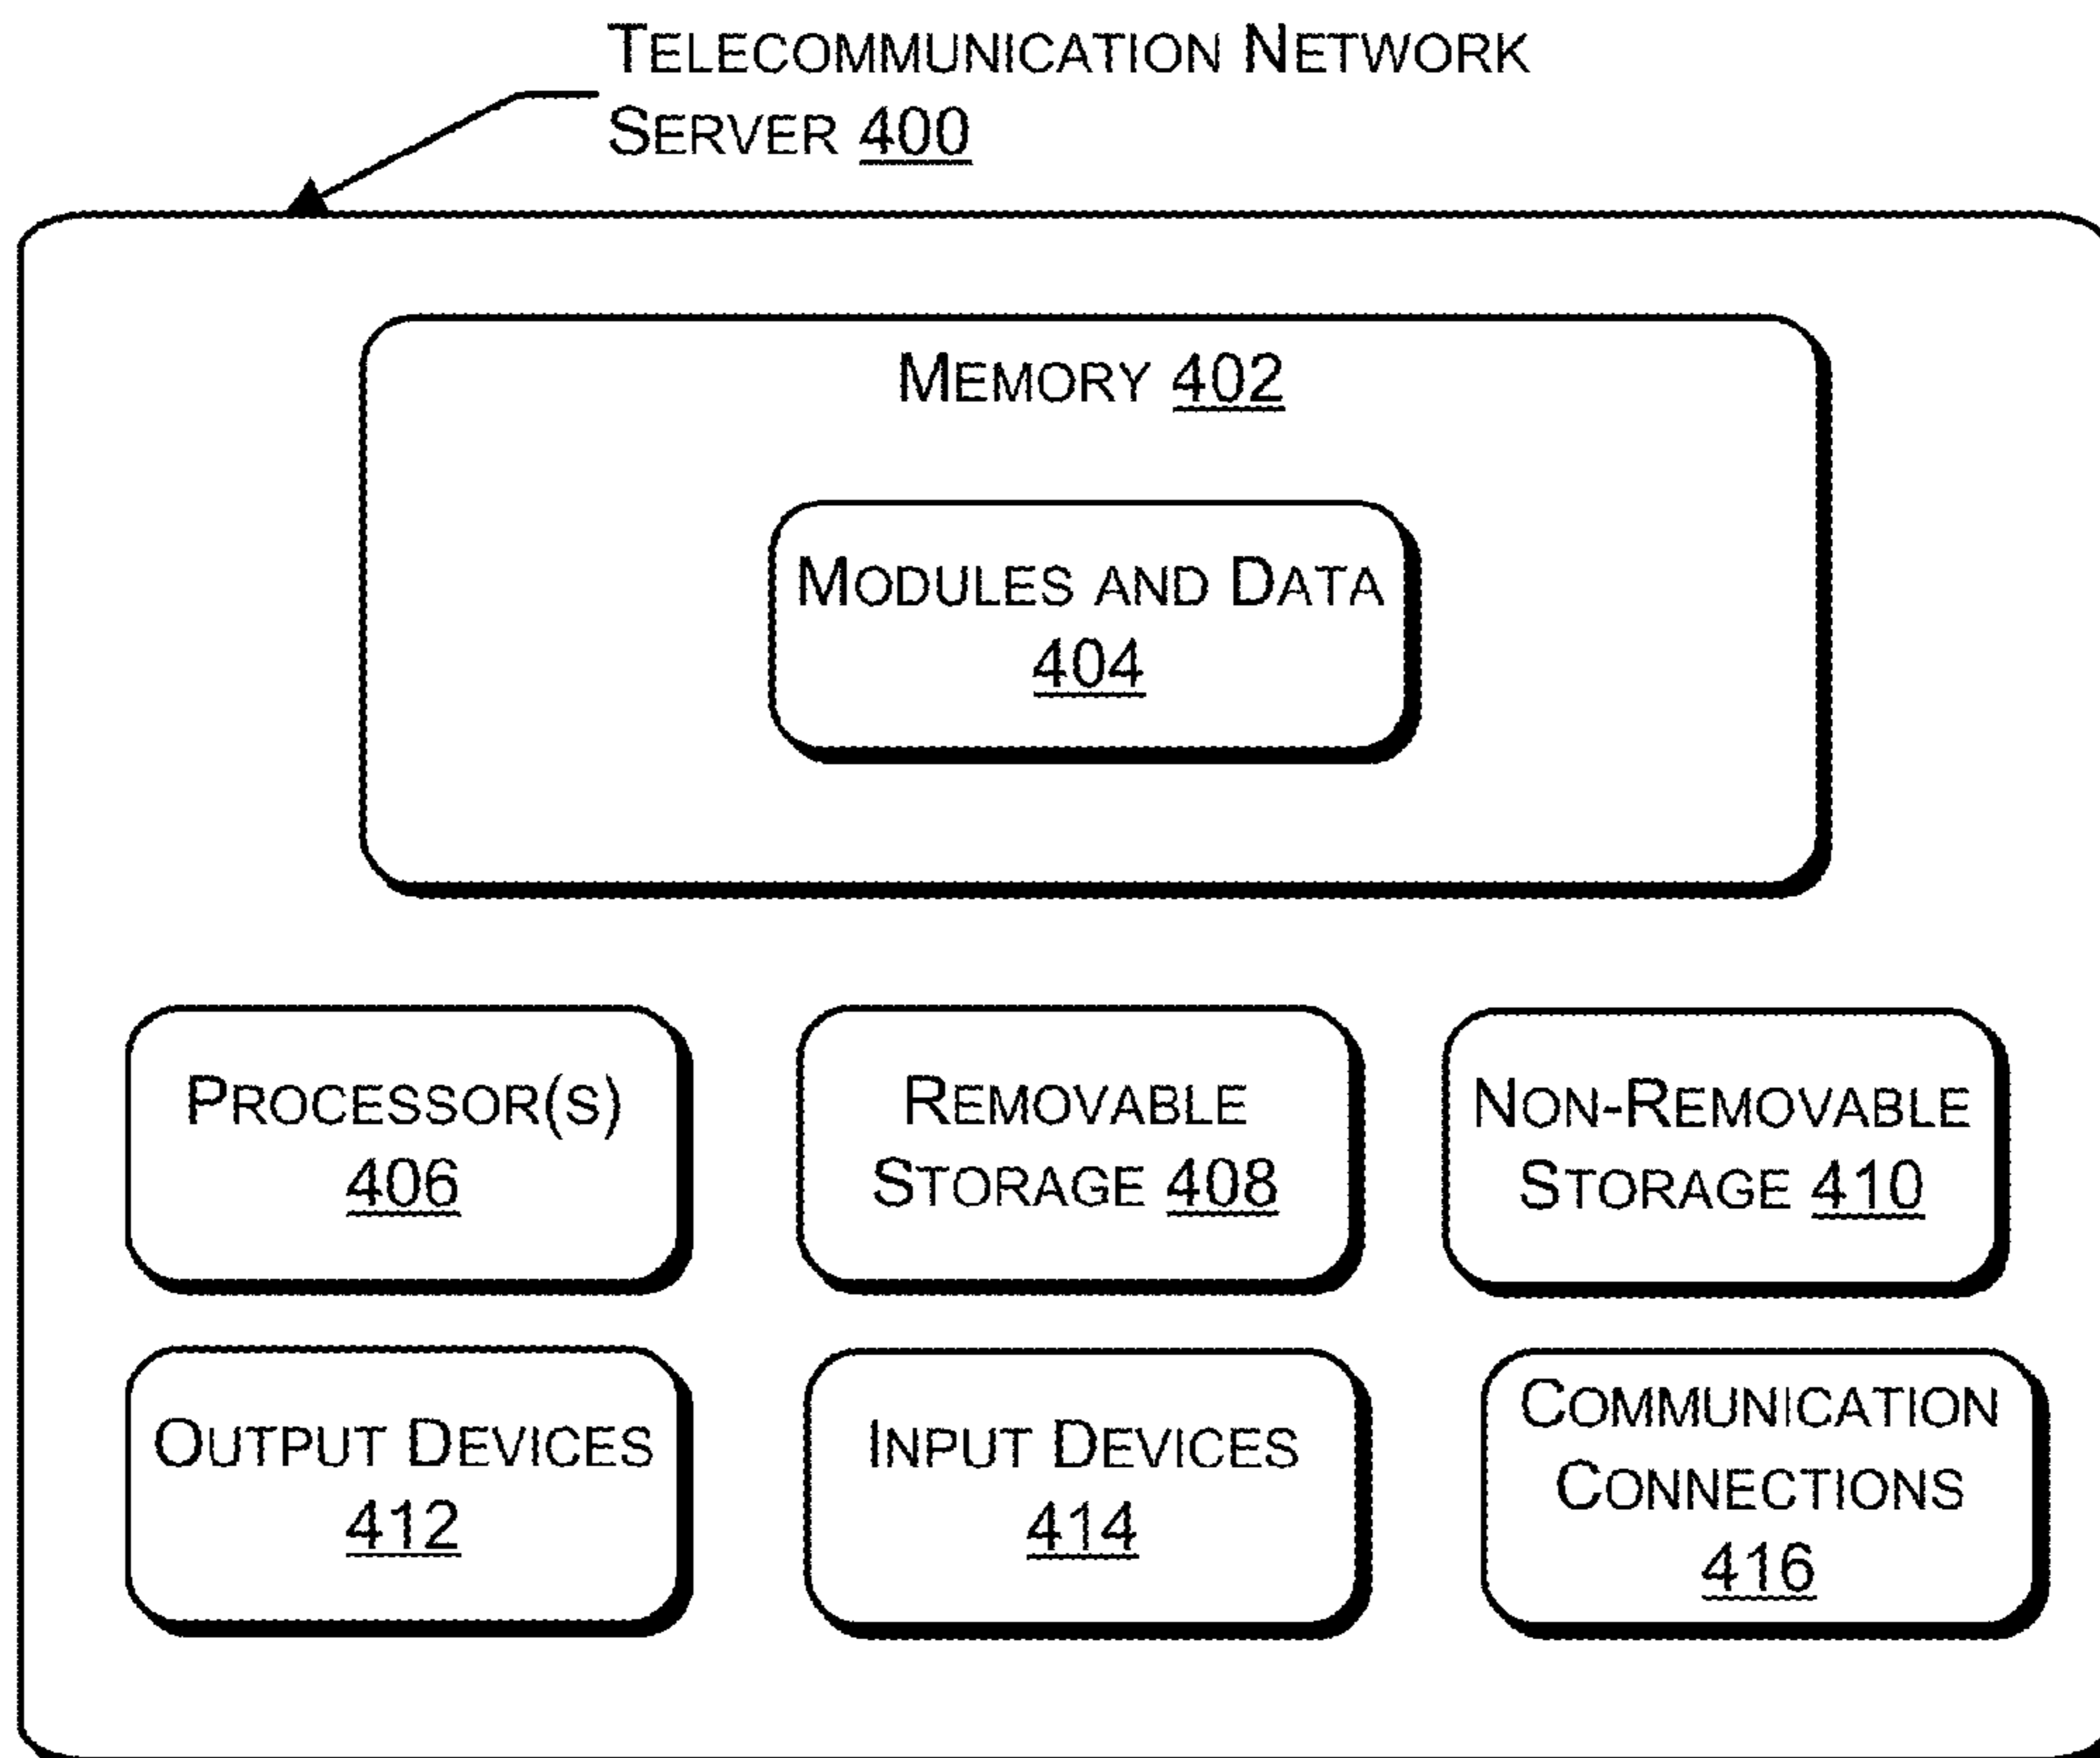 TELECOMMUNICATION NETWORK
SERVER 400
MEMORY 402
MODULES AND DATA
404
PROCESSOR(S)
406
REMOVABLE
STORAGE 408
NON-REMOVABLE
STORAGE 410
OUTPUT DEVICES
412
INPUT DEVICES
414
COMMUNICATION
CONNECTIONS
416